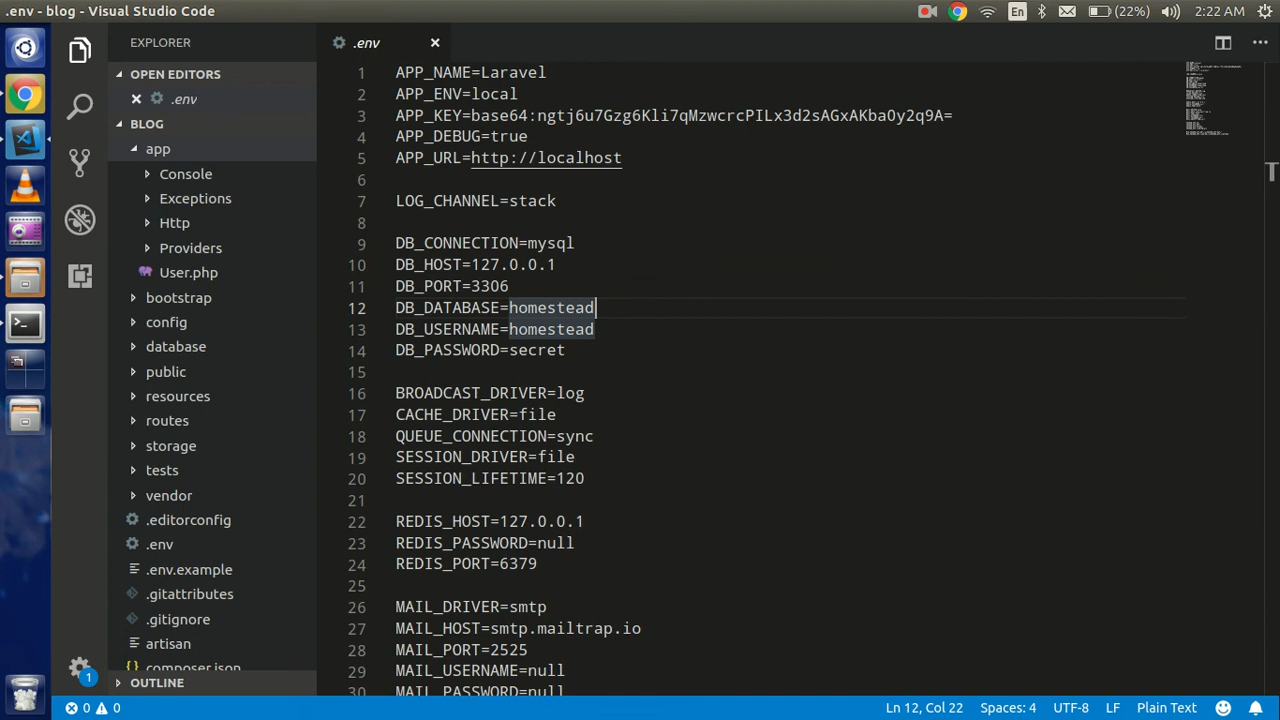 .env - blog - Visual Studio Code
En
(22%)
2:22 AM
EXPLORER
OPEN EDITORS
.env
BLOG
app
Console
Exceptions
Http
Providers
User.php
bootstrap
config
database
public
resources
routes
storage
tests
vendor
.editorconfig
.env
.env.example
.gitattributes
.gitignore
artisan
composer.json
OUTLINE
1
.env
1 APP_NAME=Laravel
2 APP_ENV=local
3 APP_KEY=base64:ngtj6u7Gzg6Kli7qMzwcrcPILx3d2sAGxAKba0y2q9A=
4 APP_DEBUG=true
5 APP_URL=http://localhost
6
7 LOG_CHANNEL=stack
8
9 DB_CONNECTION=mysql
10 DB_HOST=127.0.0.1
11 DB_PORT=3306
12 DB_DATABASE=homestead
13 DB_USERNAME=homestead
14 DB_PASSWORD=secret
15
16 BROADCAST_DRIVER=log
17 CACHE_DRIVER=file
18 QUEUE_CONNECTION=sync
19 SESSION_DRIVER=file
20 SESSION_LIFETIME=120
21
22 REDIS_HOST=127.0.0.1
23 REDIS_PASSWORD=null
24 REDIS_PORT=6379
25
26 MAIL_DRIVER=smtp
27 MAIL_HOST=smtp.mailtrap.io
28 MAIL_PORT=2525
29 MAIL_USERNAME=null
30 MAIL_PASSWORD=null
0 0
Ln 12, Col 22
Spaces: 4
UTF-8
LF
Plain Text